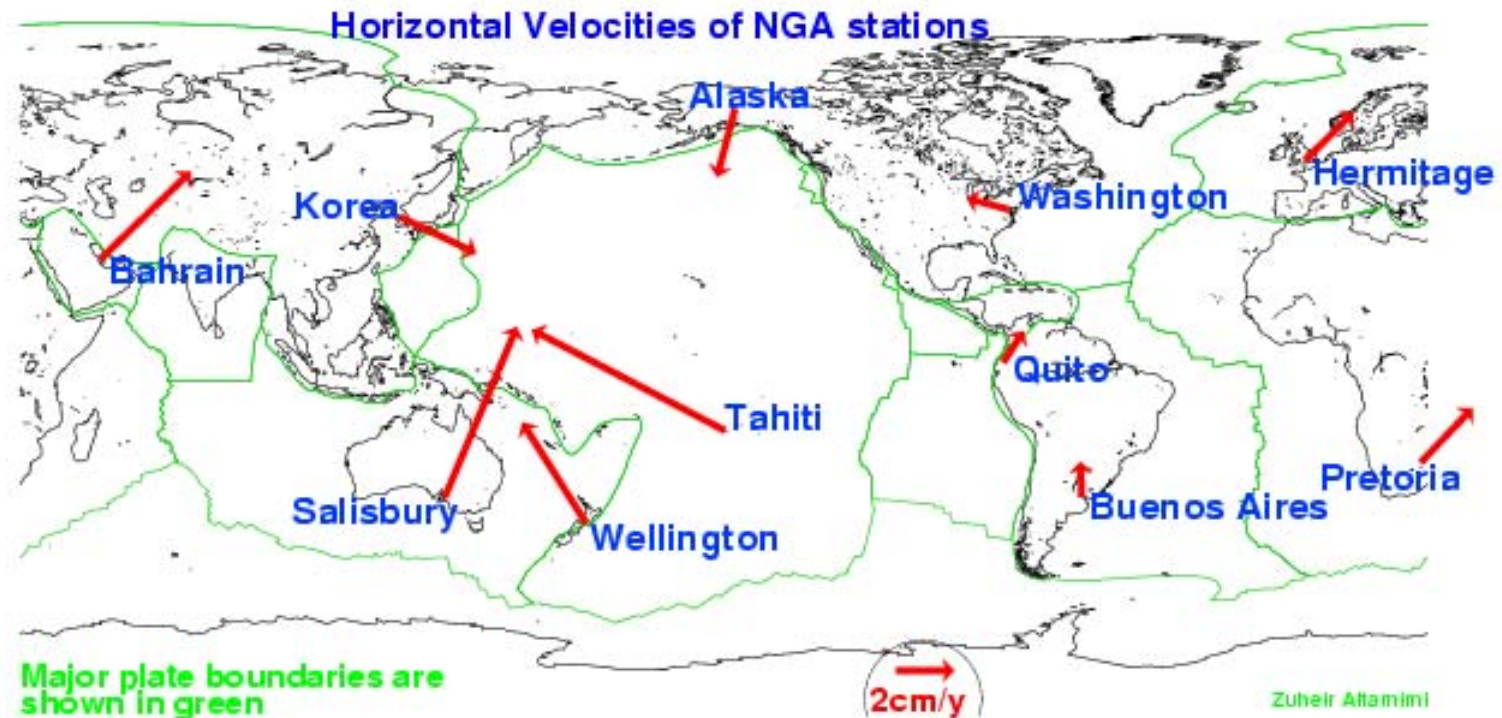 Horizontal Velocities of NGA stations
Alaska
Hermitage
Washington
Korea
Bahrain
Quito
Tahiti
Pretoria
Salisbury
Buenos Aires
Wellington
Major plate boundaries are
shown in green
2cm/y
Zuheir Altamimi